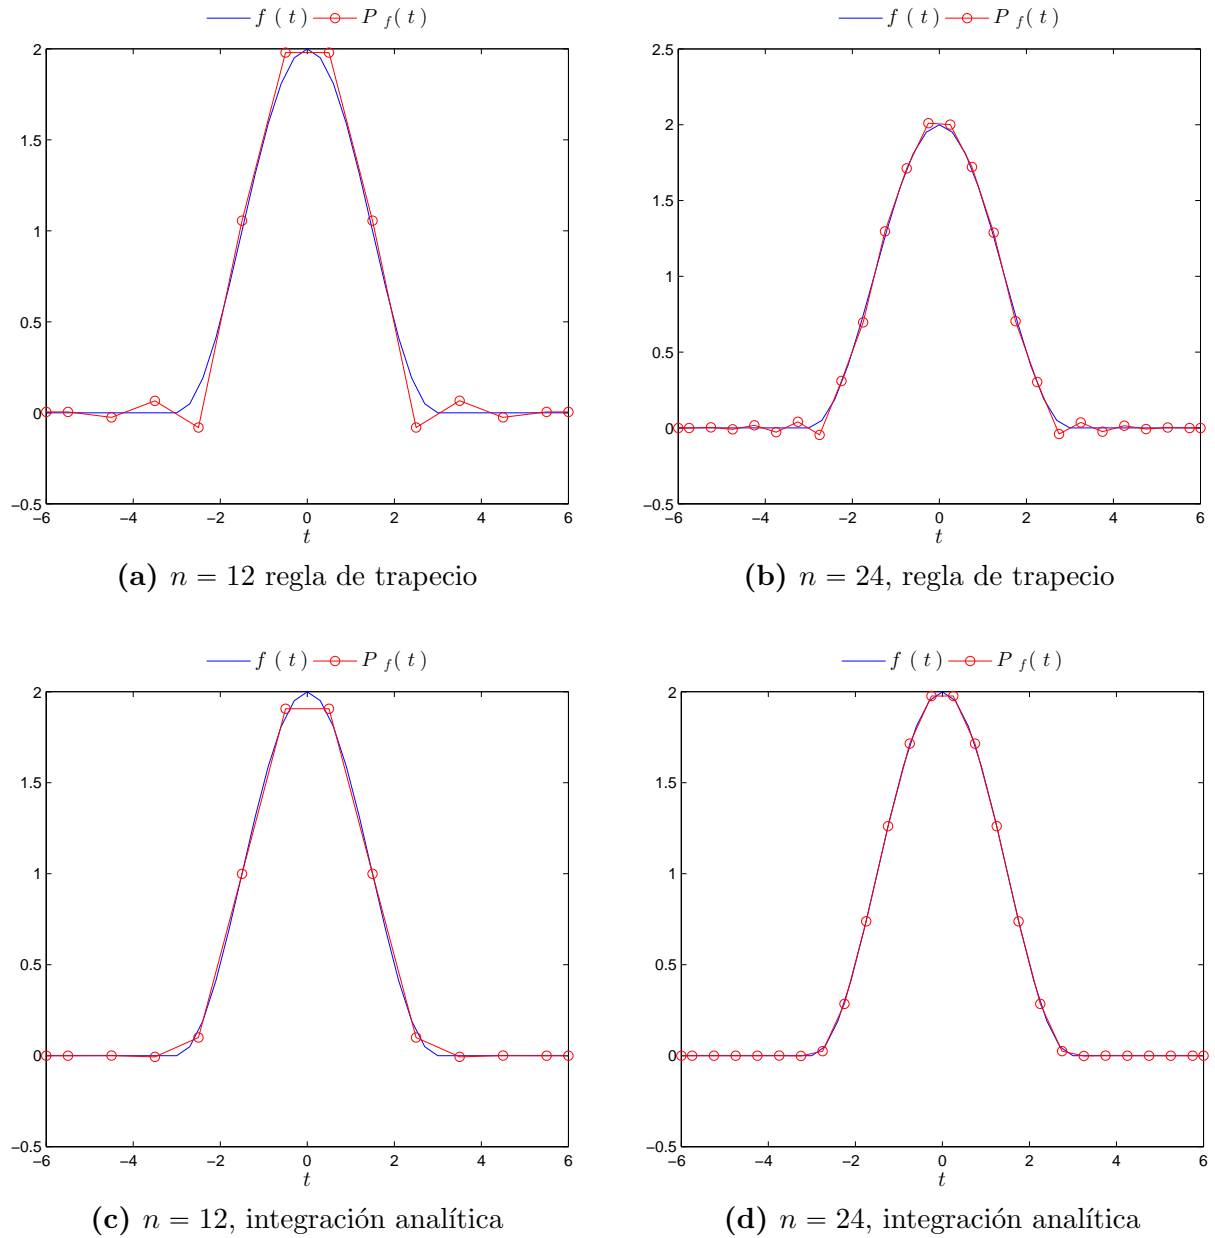 f ( t ) P f ( t )
2
1.5
1
0.5
0
−0.5
−6 −4 −2 0 2 4 6
t
(a) n = 12 regla de trapecio
f ( t ) P f ( t )
2.5
2
1.5
1
0.5
0
−0.5
−6 −4 −2 0 2 4 6
t
(b) n = 24, regla de trapecio
f ( t ) P f ( t )
2
1.5
1
0.5
0
−0.5
−6 −4 −2 0 2 4 6
t
(c) n = 12, integración analítica
f ( t ) P f ( t )
2
1.5
1
0.5
0
−0.5
−6 −4 −2 0 2 4 6
t
(d) n = 24, integración analítica